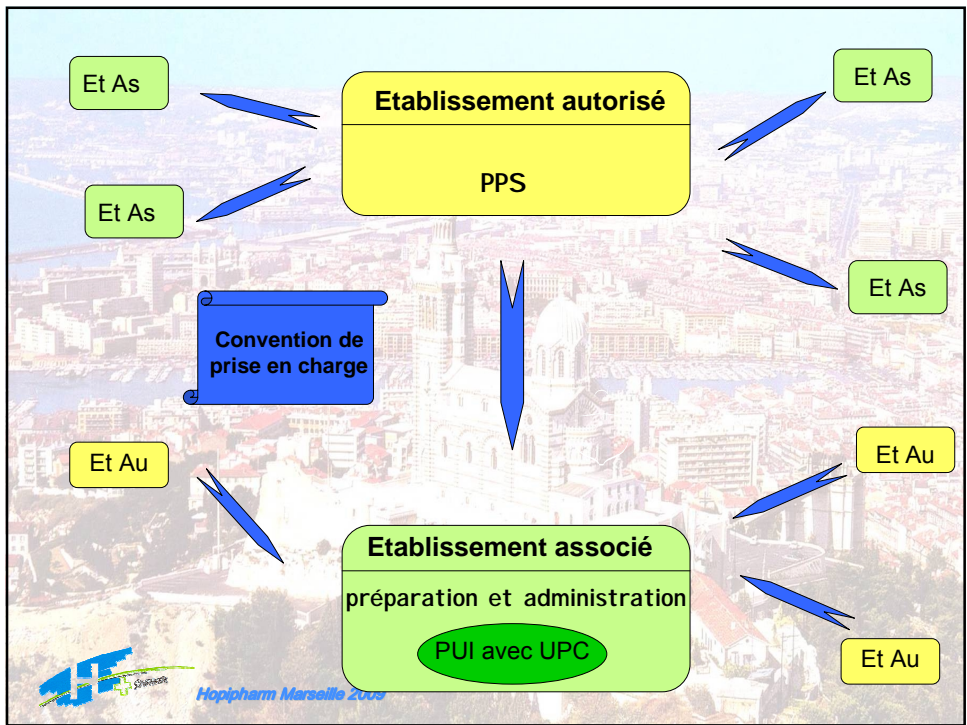 Et As
Etablissement autorisé
Et As
PPS
Et As
Et As
Convention de
prise en charge
Et Au
Et Au
Etablissement associé
préparation et administration
PUI avec UPC
Et Au
Hopipharm Marseille 2009